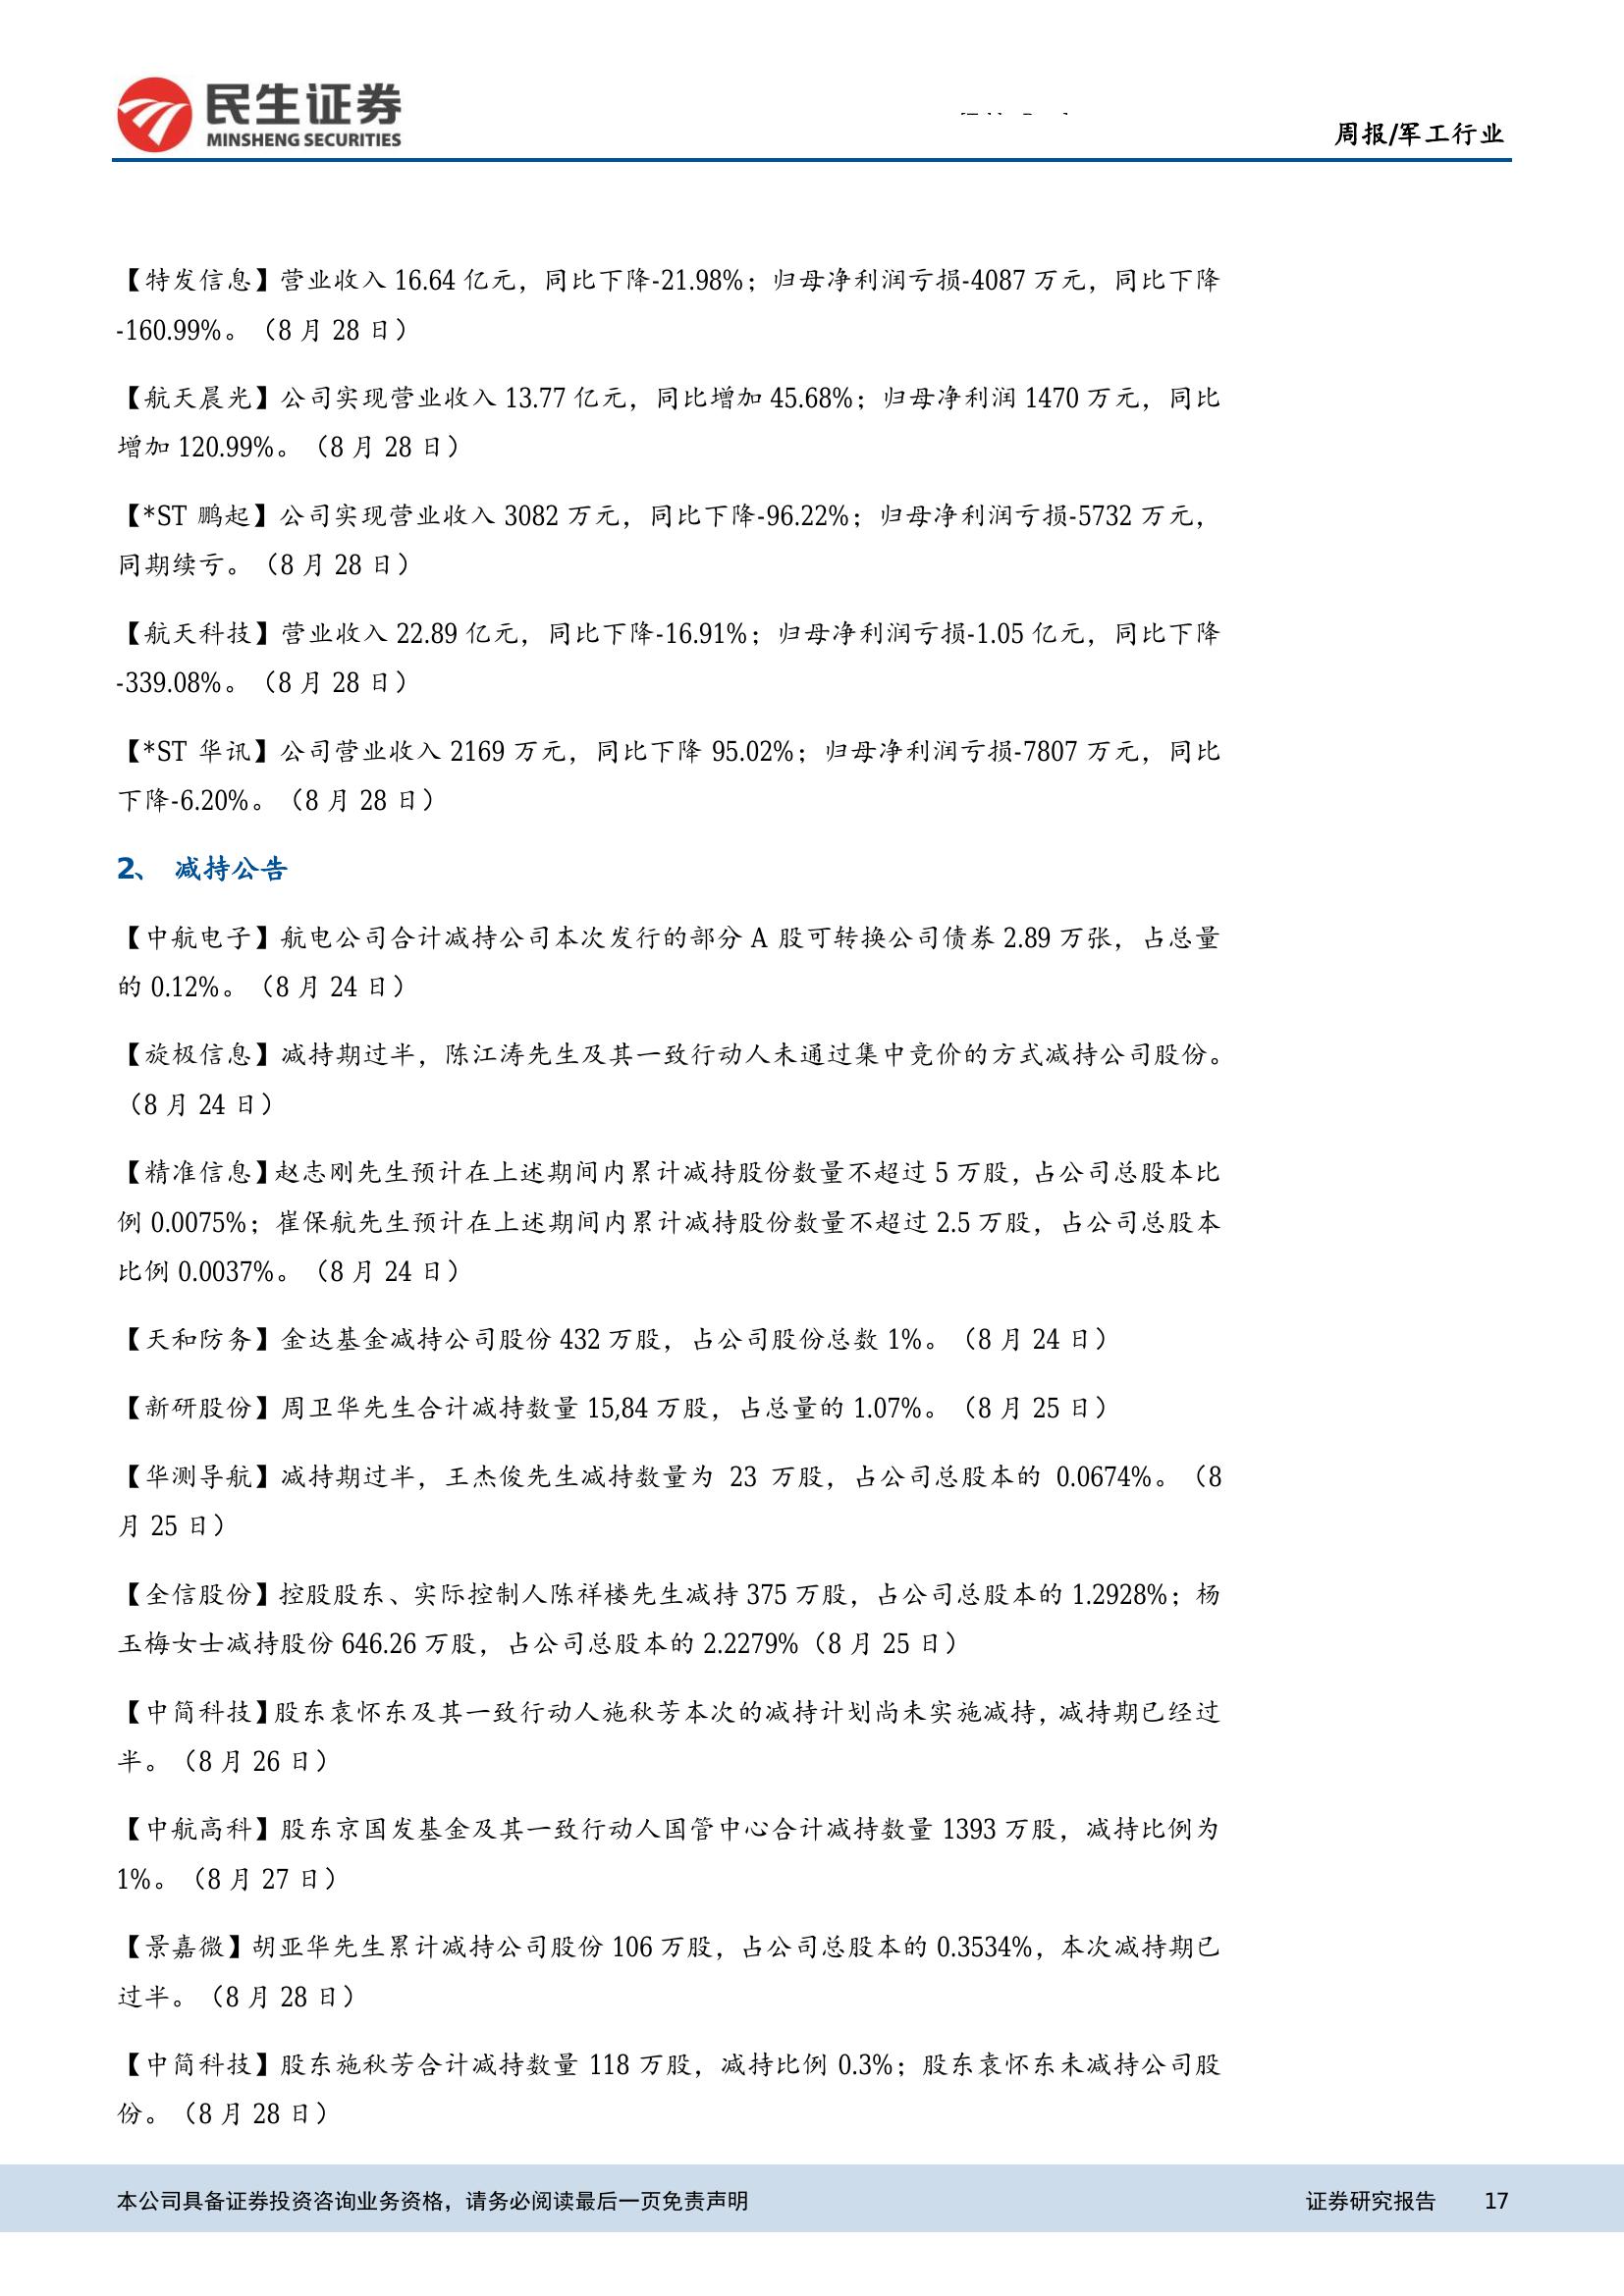 民生证券
MINSHENG SECURITIES
周报/军工行业
【特发信息】营业收入 16.64 亿元，同比下降-21.98%；归母净利润亏损-4087 万元，同比下降
-160.99%。（8 月 28 日）
【航天晨光】公司实现营业收入 13.77 亿元，同比增加 45.68%；归母净利润 1470 万元，同比
增加 120.99%。（8 月 28 日）
【*ST 鹏起】公司实现营业收入 3082 万元，同比下降-96.22%；归母净利润亏损-5732 万元，
同期续亏。（8 月 28 日）
【航天科技】营业收入 22.89 亿元，同比下降-16.91%；归母净利润亏损-1.05 亿元，同比下降
-339.08%。（8 月 28 日）
【*ST 华讯】公司营业收入 2169 万元，同比下降 95.02%；归母净利润亏损-7807 万元，同比
下降-6.20%。（8 月 28 日）
2、 减持公告
【中航电子】航电公司合计减持公司本次发行的部分 A 股可转换公司债券 2.89 万张，占总量
的 0.12%。（8 月 24 日）
【旋极信息】减持期过半，陈江涛先生及其一致行动人未通过集中竞价的方式减持公司股份。
（8 月 24 日）
【精准信息】赵志刚先生预计在上述期间内累计减持股份数量不超过 5 万股，占公司总股本比
例 0.0075%；崔保航先生预计在上述期间内累计减持股份数量不超过 2.5 万股，占公司总股本
比例 0.0037%。（8 月 24 日）
【天和防务】金达基金减持公司股份 432 万股，占公司股份总数 1%。（8 月 24 日）
【新研股份】周卫华先生合计减持数量 15,84 万股，占总量的 1.07%。（8 月 25 日）
【华测导航】减持期过半，王杰俊先生减持数量为 23 万股，占公司总股本的 0.0674%。（8
月 25 日）
【全信股份】控股股东、实际控制人陈祥楼先生减持 375 万股，占公司总股本的 1.2928%；杨
玉梅女士减持股份 646.26 万股，占公司总股本的 2.2279%（8 月 25 日）
【中简科技】股东袁怀东及其一致行动人施秋芳本次的减持计划尚未实施减持，减持期已经过
半。（8 月 26 日）
【中航高科】股东京国发基金及其一致行动人国管中心合计减持数量 1393 万股，减持比例为
1%。（8 月 27 日）
【景嘉微】胡亚华先生累计减持公司股份 106 万股，占公司总股本的 0.3534%，本次减持期已
过半。（8 月 28 日）
【中简科技】股东施秋芳合计减持数量 118 万股，减持比例 0.3%；股东袁怀东未减持公司股
份。（8 月 28 日）
本公司具备证券投资咨询业务资格，请务必阅读最后一页免责声明
证券研究报告 17